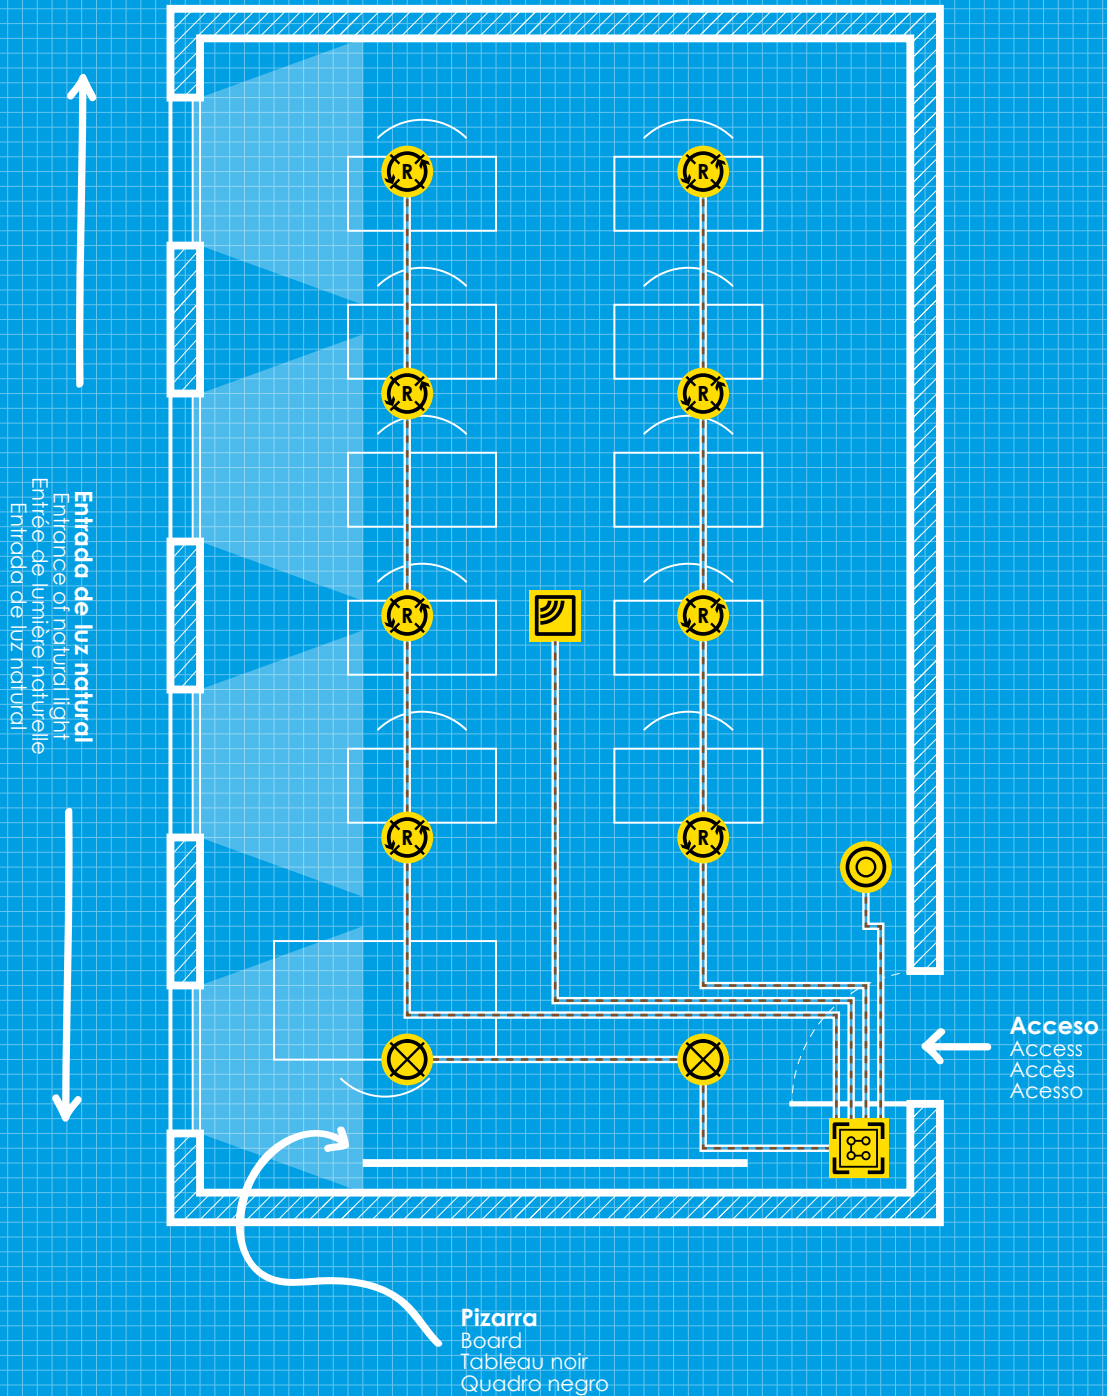 R
R
R
R
R
R
R
R
Entrada de luz natural
Entrance of natural light
Entrée de lumière naturelle
Entrada de luz natural
Acceso
Access
Accès
Acesso
Pizarra
Board
Tableau noir
Quadro negro